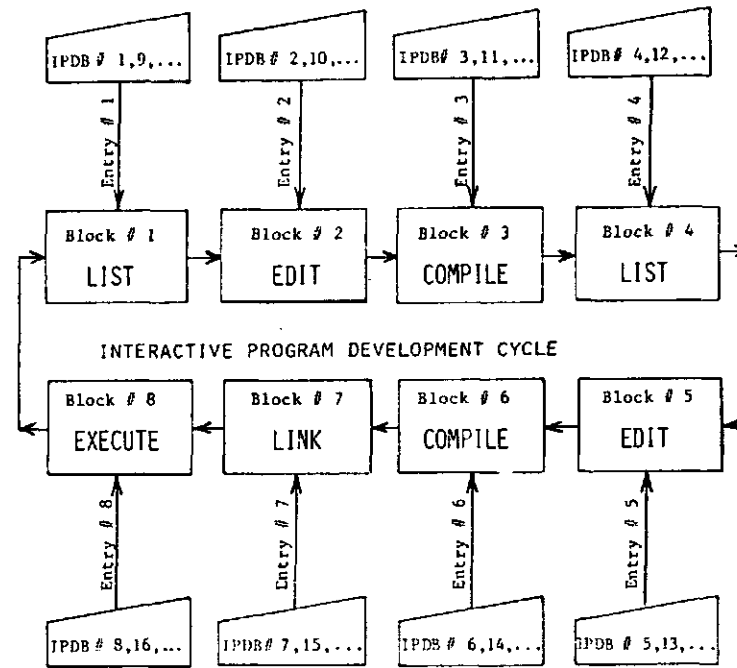 IPDB # 1,9,...
IPDB # 2,10,...
IPDB# 3,11,...
IPDB # 4,12,...
Entry # 1
Entry # 2
Entry # 3
Entry # 4
Block # 1
LIST
Block # 2
EDIT
Block # 3
COMPILE
Block # 4
LIST
INTERACTIVE PROGRAM DEVELOPMENT CYCLE
Block # 8
EXECUTE
Block # 7
LINK
Block # 6
COMPILE
Block # 5
EDIT
Entry # 8
Entry # 7
Entry # 6
Entry # 5
IPDB # 8,16,...
IPDB# 7,15,...
IPDB # 6,14,...
IPDB # 5,13,...